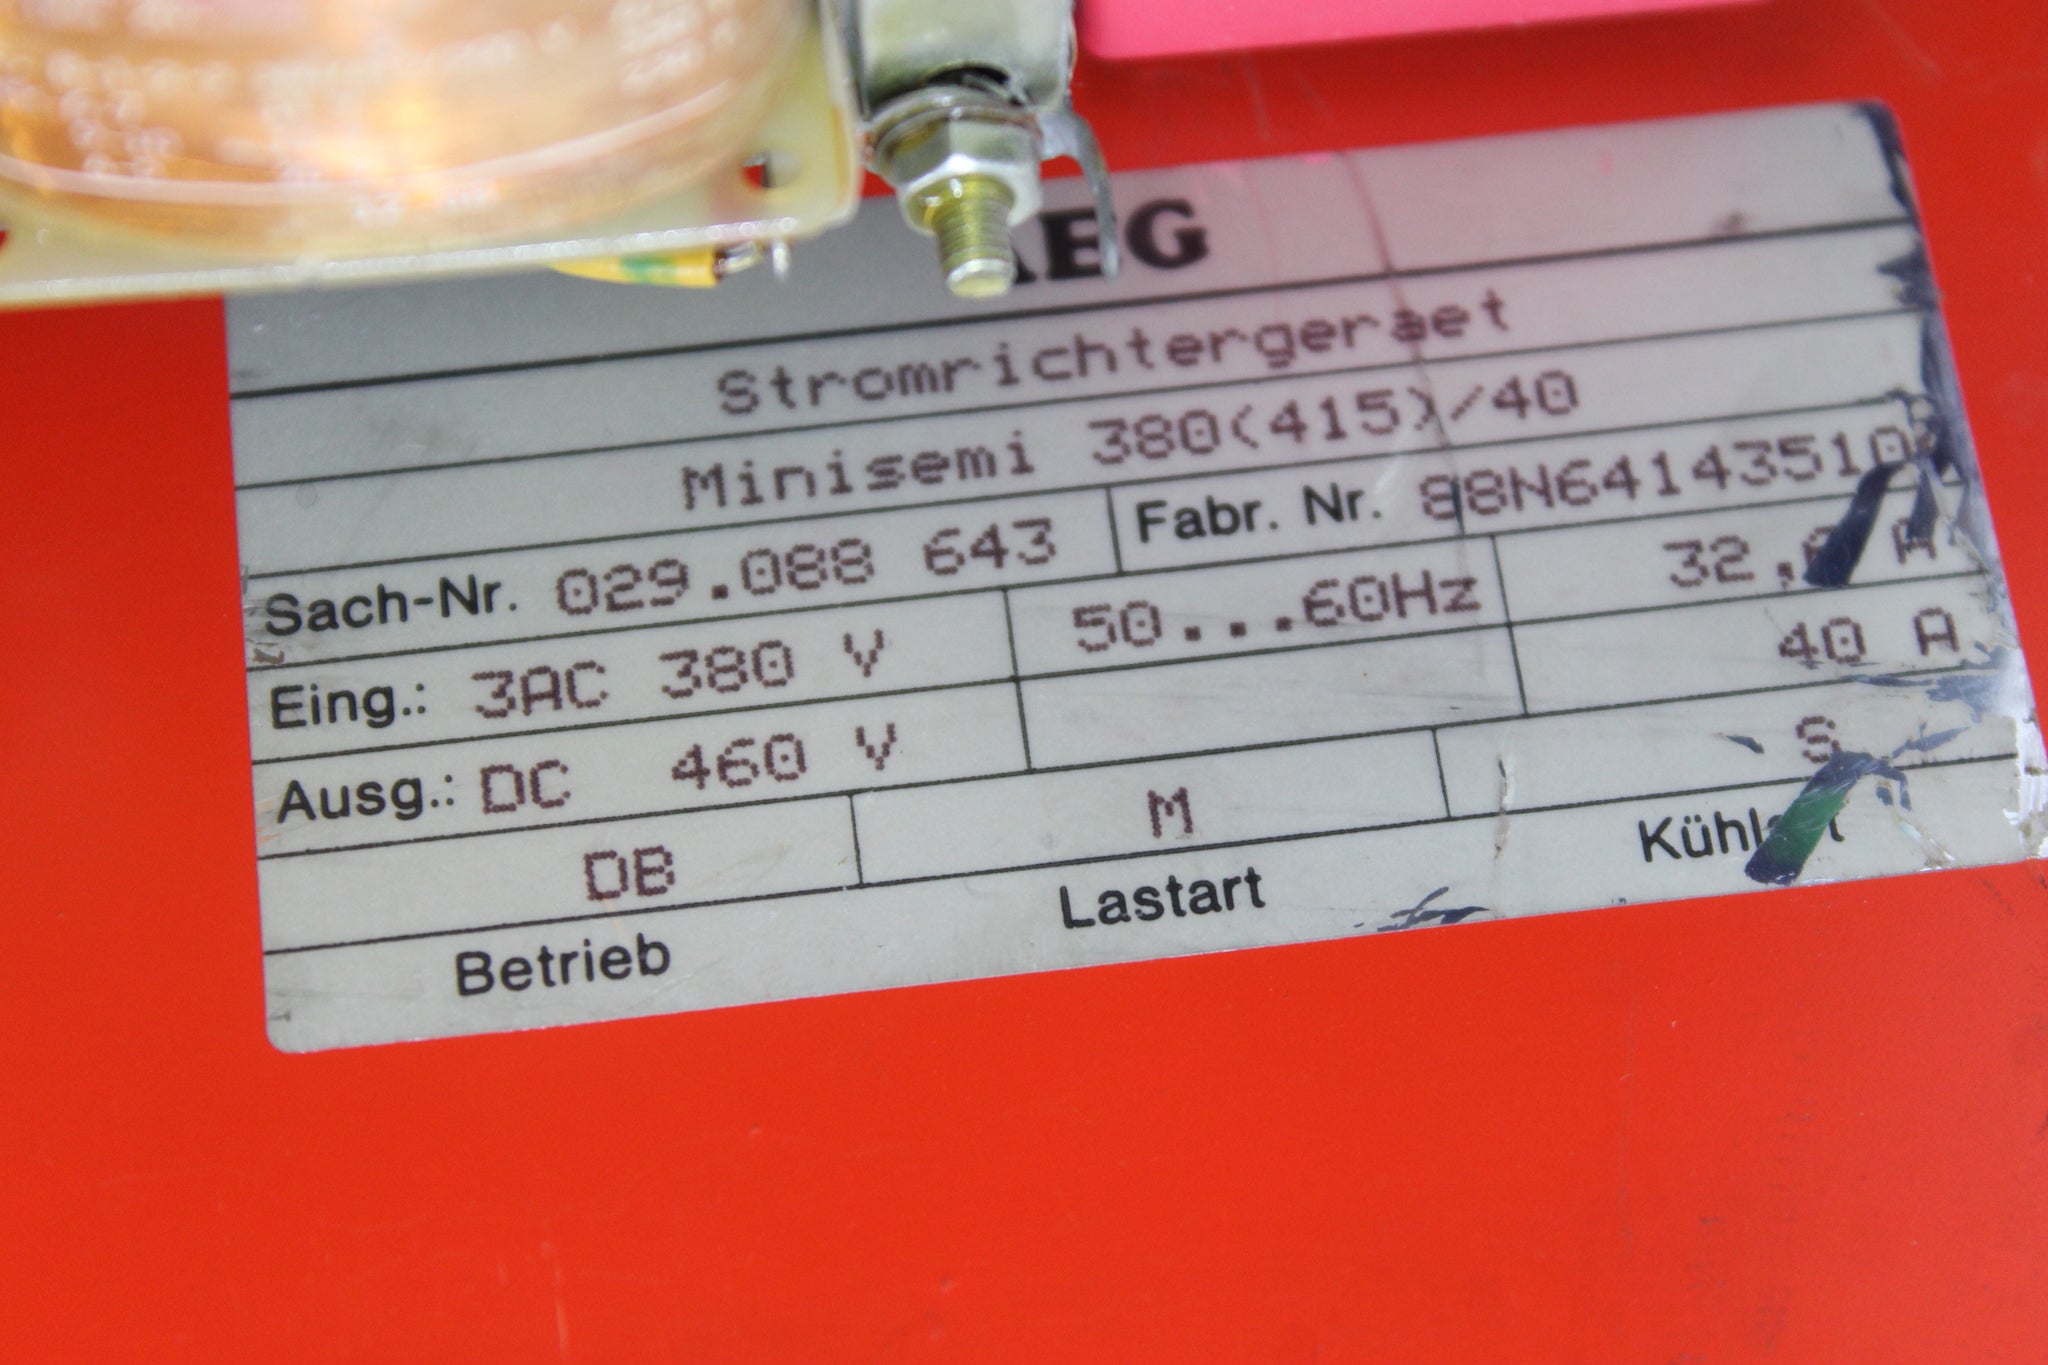 AEG
Stromrichtergeraet
Minisemi 380(415)/40
Sach-Nr. 029.088 643 Fabr. Nr.
Eing.: 3AC 380 V 50...60Hz
Ausg.: DC 460 V 40 A
DB M S
Betrieb Lastart Kühlart